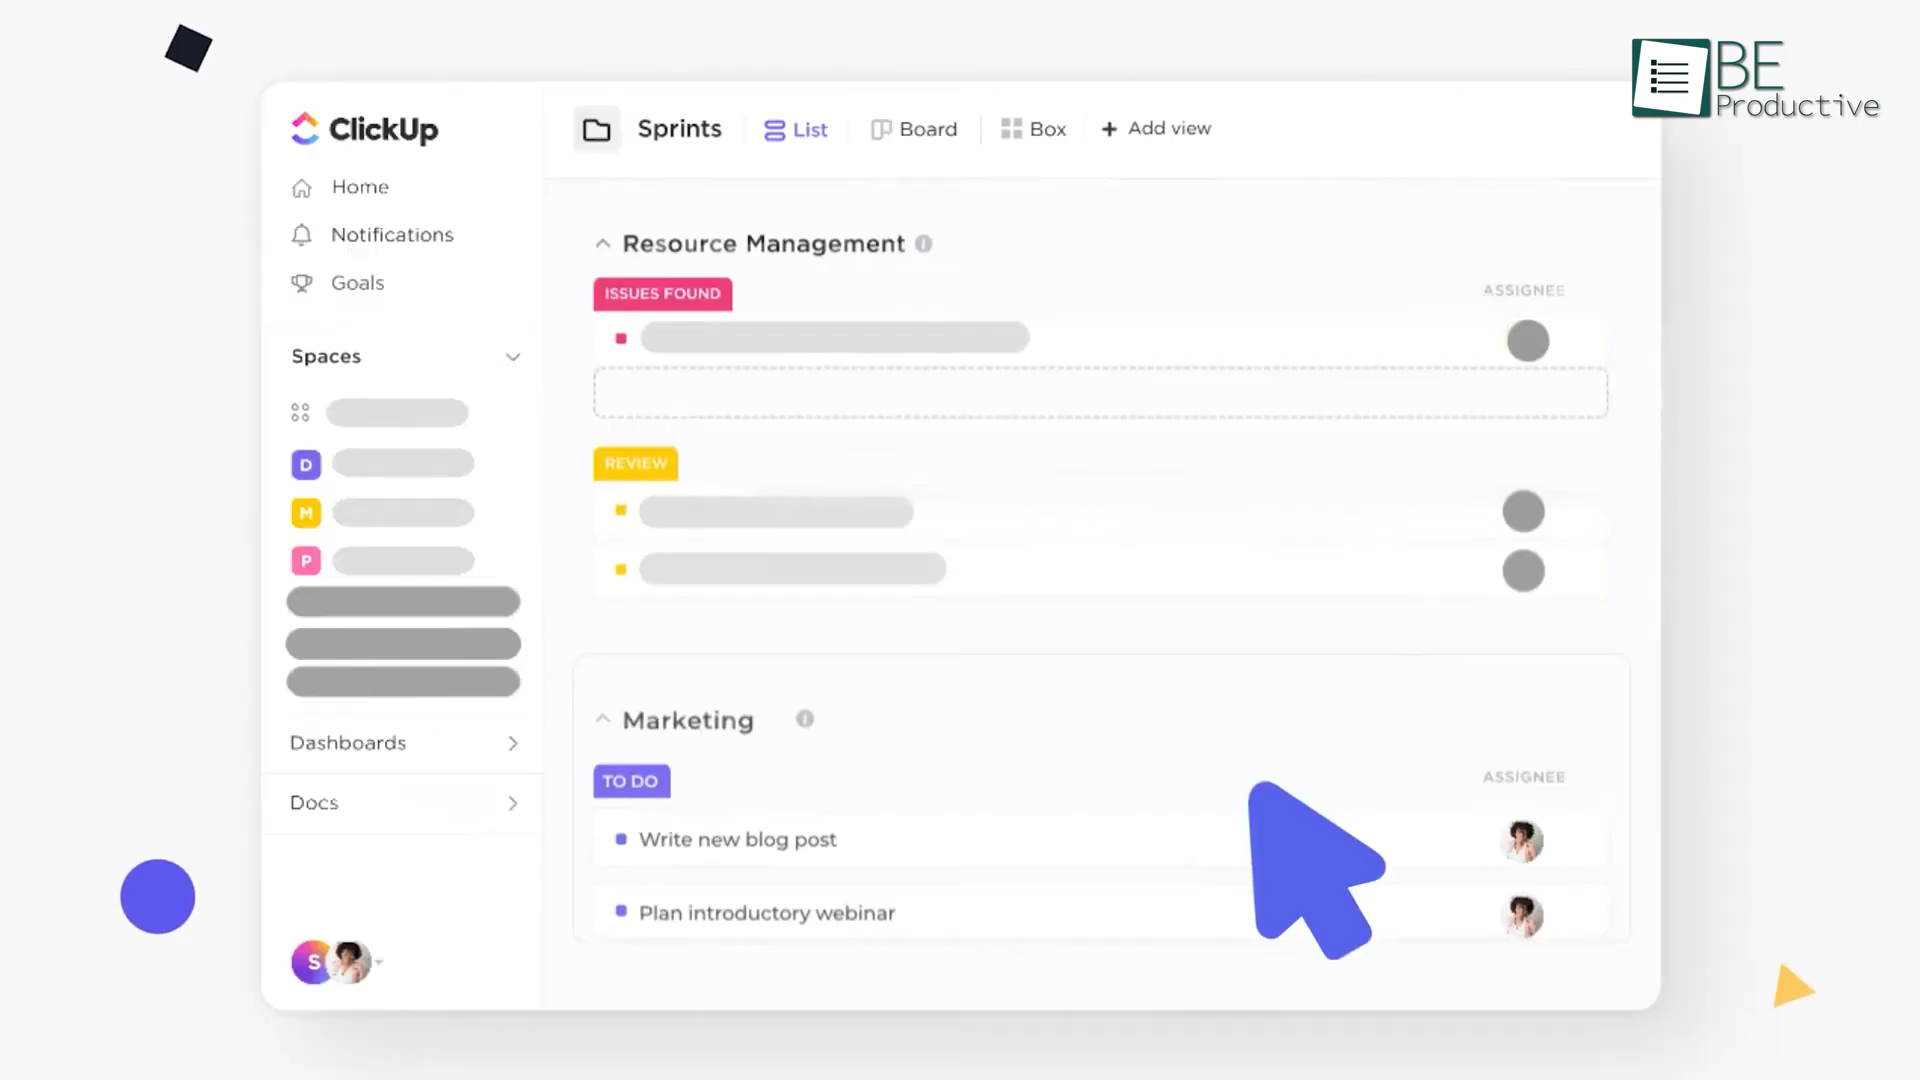 BE
Productive
ClickUp
Home
Notifications
Goals
Spaces
D
M
P
Dashboards
Docs
S
Sprints
List
Board
Box
+ Add view
Resource Management
ISSUES FOUND
ASSIGNEE
REVIEW
Marketing
TO DO
ASSIGNEE
Write new blog post
Plan introductory webinar